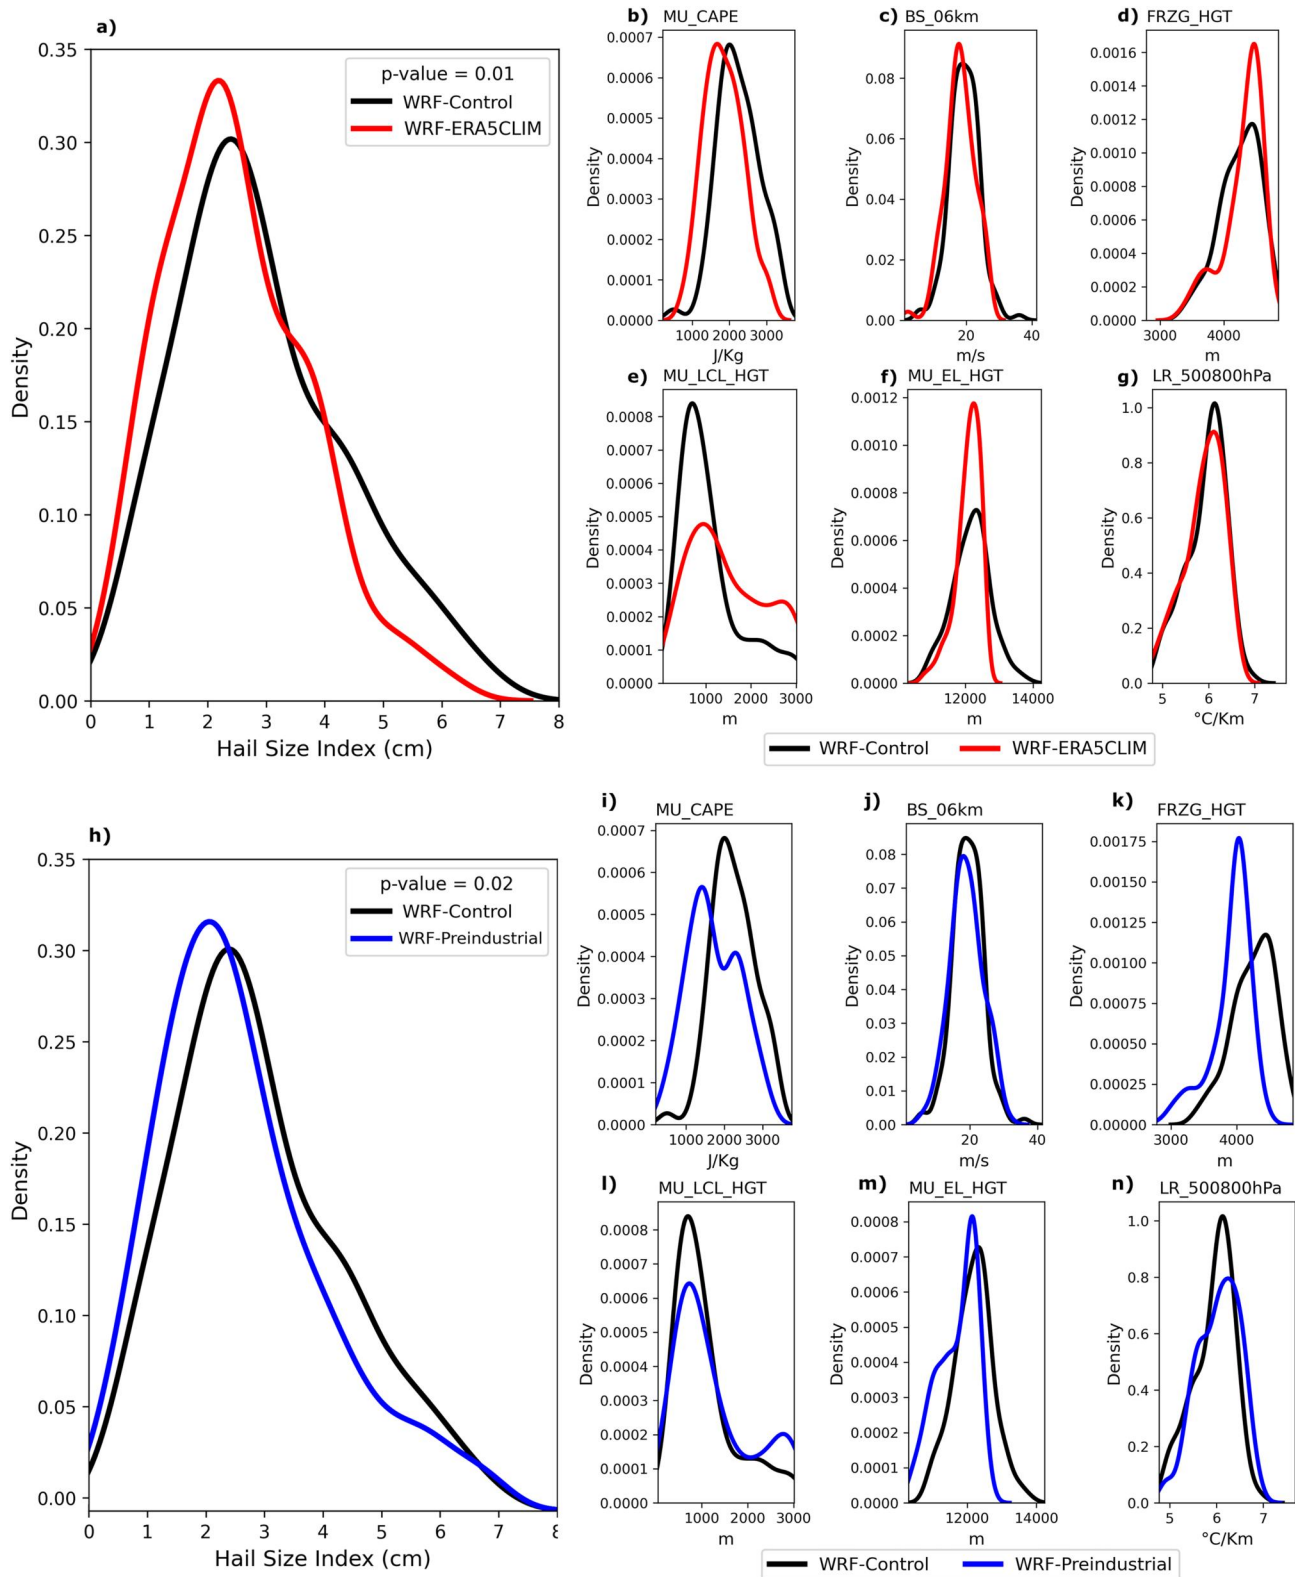 a)
0.35
0.30
0.25
0.20
0.15
0.10
0.05
0.00
Density
0 1 2 3 4 5 6 7 8
Hail Size Index (cm)
p-value = 0.01
WRF-Control
WRF-ERA5CLIM
b) MU_CAPE
0.0007
0.0006
0.0005
0.0004
0.0003
0.0002
0.0001
0.0000
Density
1000 2000 3000
J/Kg
c) BS_06km
0.08
0.06
0.04
0.02
0.00
Density
20 40
m/s
d) FRZG_HGT
0.0016
0.0014
0.0012
0.0010
0.0008
0.0006
0.0004
0.0002
0.0000
Density
3000 4000
m
e) MU_LCL_HGT
0.0008
0.0007
0.0006
0.0005
0.0004
0.0003
0.0002
0.0001
0.0000
Density
1000 2000 3000
m
f) MU_EL_HGT
0.0012
0.0010
0.0008
0.0006
0.0004
0.0002
0.0000
Density
12000 14000
m
g) LR_500800hPa
1.0
0.8
0.6
0.4
0.2
0.0
Density
5 6 7
°C/Km
WRF-Control WRF-ERA5CLIM
h)
0.35
0.30
0.25
0.20
0.15
0.10
0.05
0.00
Density
0 1 2 3 4 5 6 7
Hail Size Index (cm)
p-value = 0.02
WRF-Control
WRF-Preindustrial
i) MU_CAPE
0.0007
0.0006
0.0005
0.0004
0.0003
0.0002
0.0001
0.0000
Density
1000 2000 3000
J/Kg
j) BS_06km
0.08
0.07
0.06
0.05
0.04
0.03
0.02
0.01
0.00
Density
20 40
m/s
k) FRZG_HGT
0.00175
0.00150
0.00125
0.00100
0.00075
0.00050
0.00025
0.00000
Density
3000 4000
m
l) MU_LCL_HGT
0.0008
0.0007
0.0006
0.0005
0.0004
0.0003
0.0002
0.0001
0.0000
Density
1000 2000 3000
m
m) MU_EL_HGT
0.0008
0.0007
0.0006
0.0005
0.0004
0.0003
0.0002
0.0001
0.0000
Density
12000 14000
m
n) LR_500800hPa
1.0
0.8
0.6
0.4
0.2
0.0
Density
5 6 7
°C/Km
WRF-Control WRF-Preindustrial